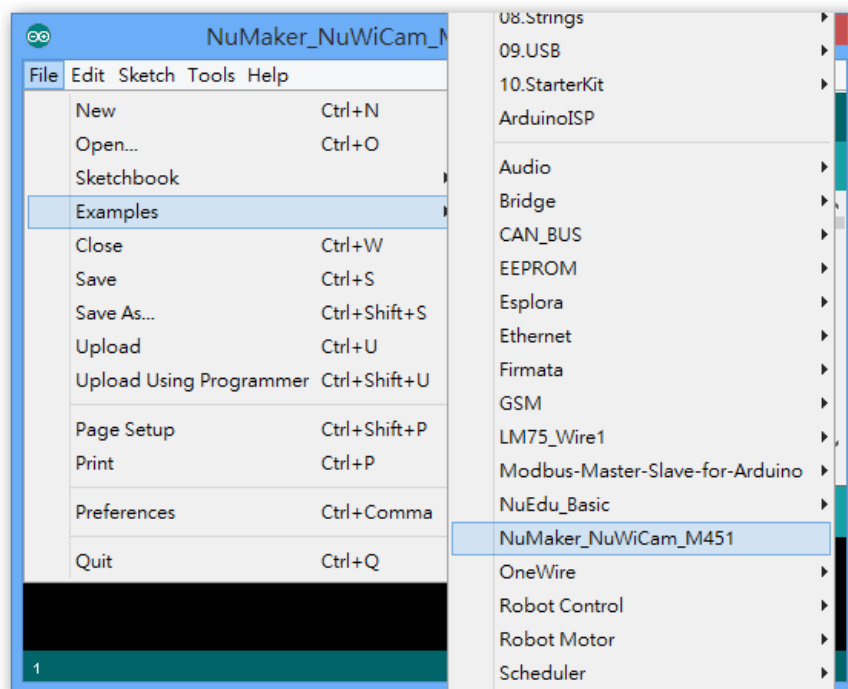 NuMaker_NuWiCam_
File Edit Sketch Tools Help
New Ctrl+N
Open... Ctrl+O
Sketchbook
Examples
Close Ctrl+W
Save Ctrl+S
Save As... Ctrl+Shift+S
Upload Ctrl+U
Upload Using Programmer Ctrl+Shift+U
Page Setup Ctrl+Shift+P
Print Ctrl+P
Preferences Ctrl+Comma
Quit Ctrl+Q
08.Strings
09.USB
10.StarterKit
ArduinoISP
Audio
Bridge
CAN_BUS
EEPROM
Esplora
Ethernet
Firmata
GSM
LM75_Wire1
Modbus-Master-Slave-for-Arduino
NuEdu_Basic
NuMaker_NuWiCam_M451
OneWire
Robot Control
Robot Motor
Scheduler
1